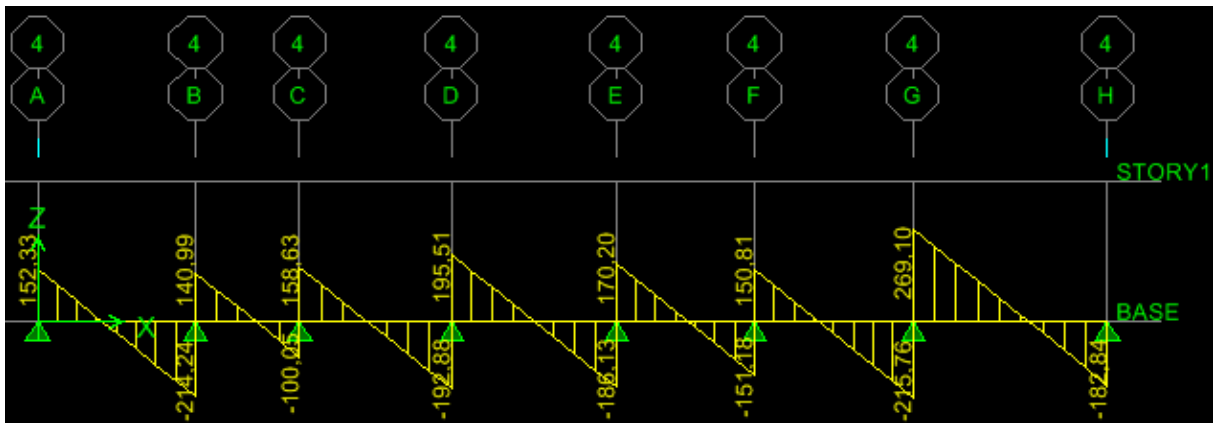 4 4 4 4 4 4 4 4
A B C D E F G H
STORY1
Z
152,33 140,99 158,63 195,51 170,20 150,81 269,10
X
BASE
-214,24 -100,05 -192,88 -186,13 -151,18 -215,76 -182,84